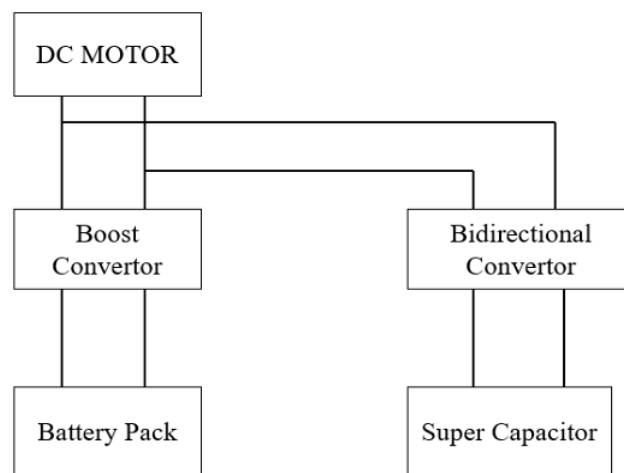 DC MOTOR
Boost
Convertor
Bidirectional
Convertor
Battery Pack
Super Capacitor